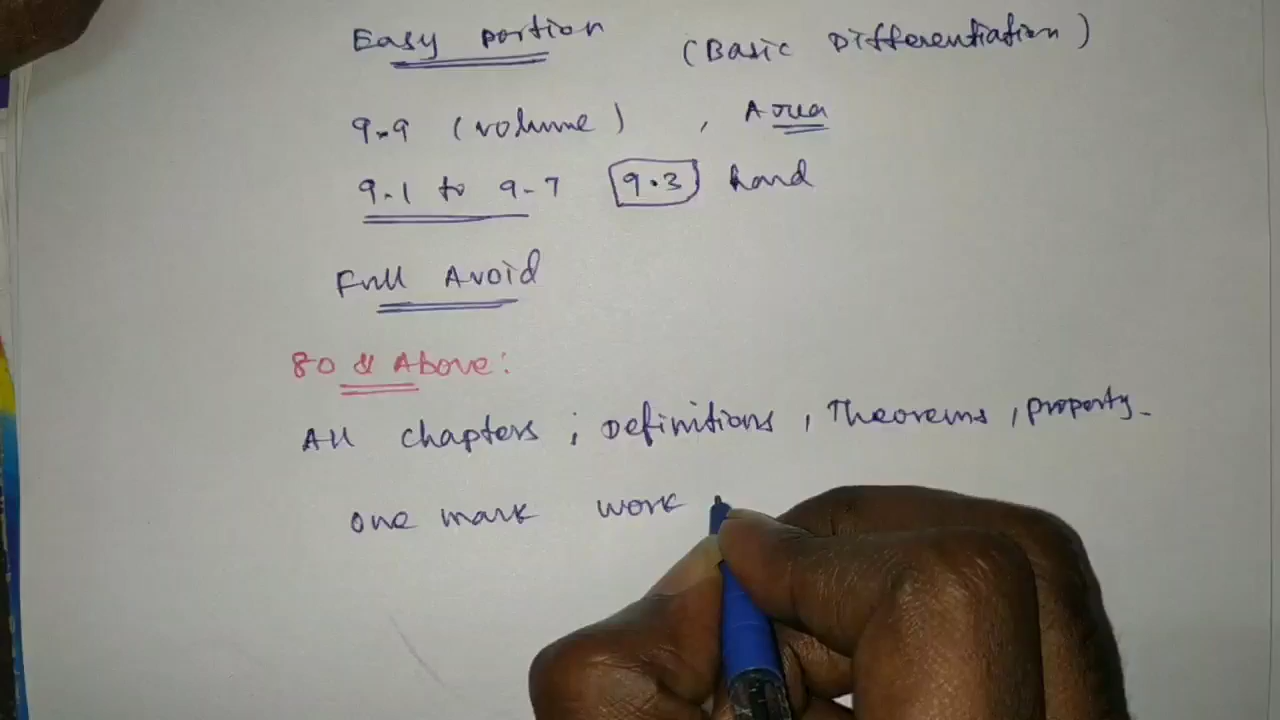 Easy portion (Basic Differentiation)
9.9 (volume) , Area
9.1 to 9.7 9.3 hard
Full Avoid
80 & Above:
All chapters ; Definitions , Theorems , property.
one mark work